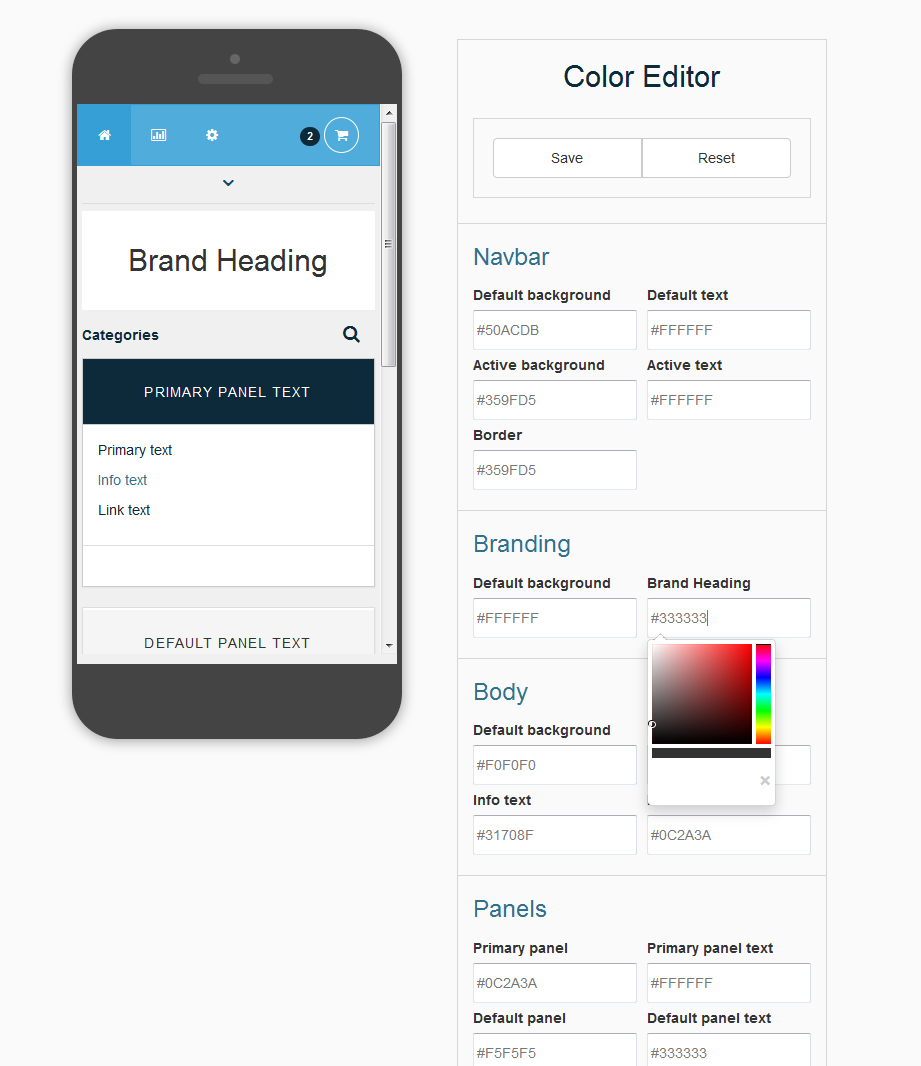 2
Brand Heading
Categories
PRIMARY PANEL TEXT
Primary text
Info text
Link text
DEFAULT PANEL TEXT
Color Editor
Save Reset
Navbar
Default background Default text
#50ACDB #FFFFFF
Active background Active text
#359FD5 #FFFFFF
Border
#359FD5
Branding
Default background Brand Heading
#FFFFFF #333333
Body
Default background
#F0F0F0
×
Info text
#31708F #0C2A3A
Panels
Primary panel Primary panel text
#0C2A3A #FFFFFF
Default panel Default panel text
#F5F5F5 #333333